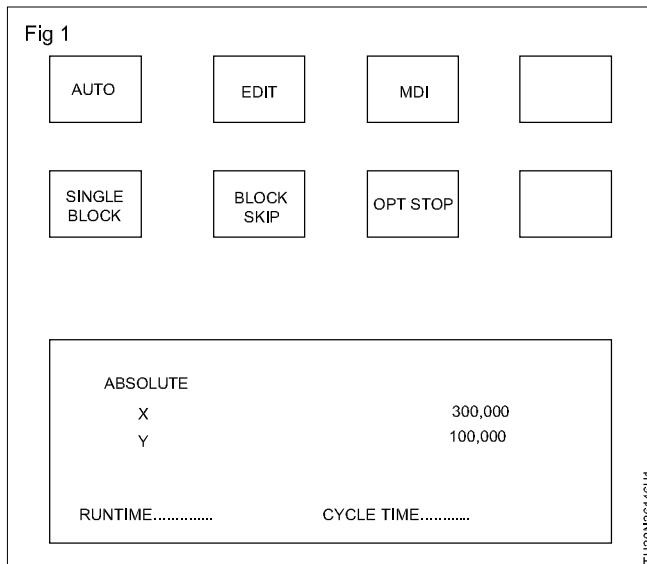 Fig 1
AUTO EDIT MDI
SINGLE BLOCK BLOCK SKIP OPT STOP
ABSOLUTE
X 300,000
Y 100,000
RUNTIME.............. CYCLE TIME...........